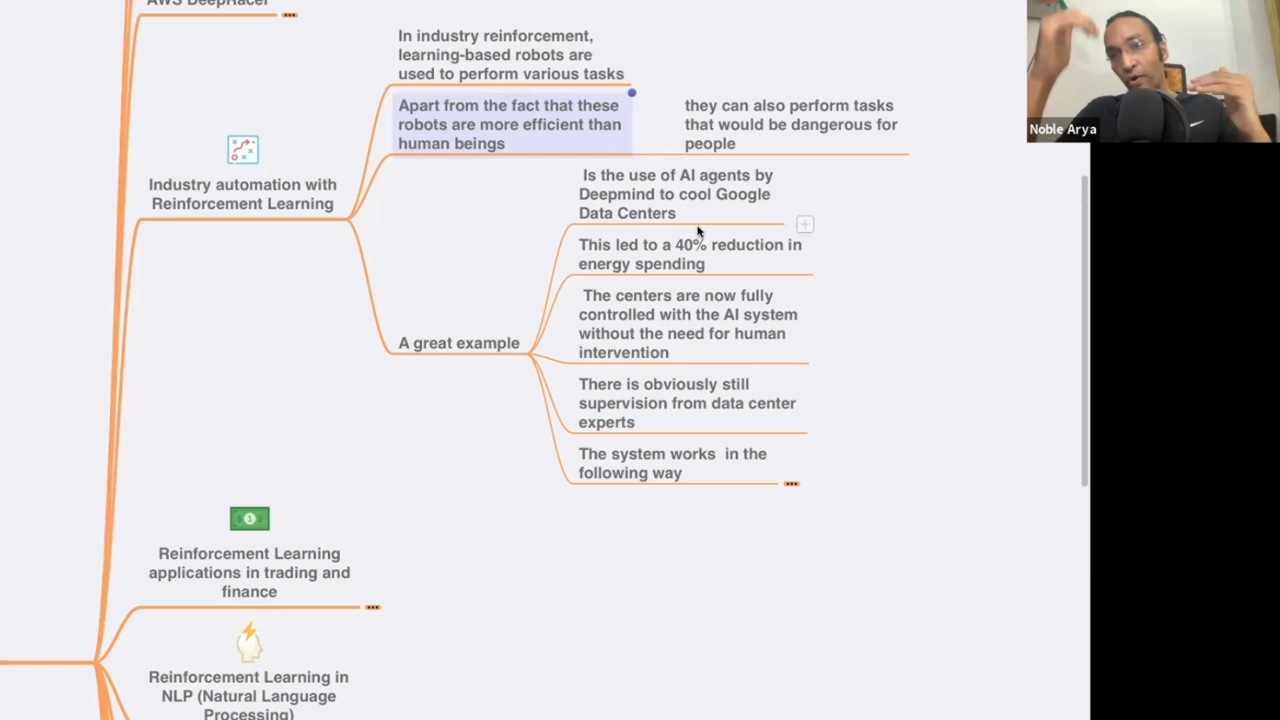 AWS DeepRacer
In industry reinforcement,
learning-based robots are
used to perform various tasks
Apart from the fact that these
robots are more efficient than
human beings
they can also perform tasks
that would be dangerous for
people
Noble Arya
Industry automation with
Reinforcement Learning
Is the use of AI agents by
Deepmind to cool Google
Data Centers
This led to a 40% reduction in
energy spending
The centers are now fully
controlled with the AI system
without the need for human
intervention
A great example
There is obviously still
supervision from data center
experts
The system works in the
following way
Reinforcement Learning
applications in trading and
finance
Reinforcement Learning in
NLP (Natural Language
Processing)